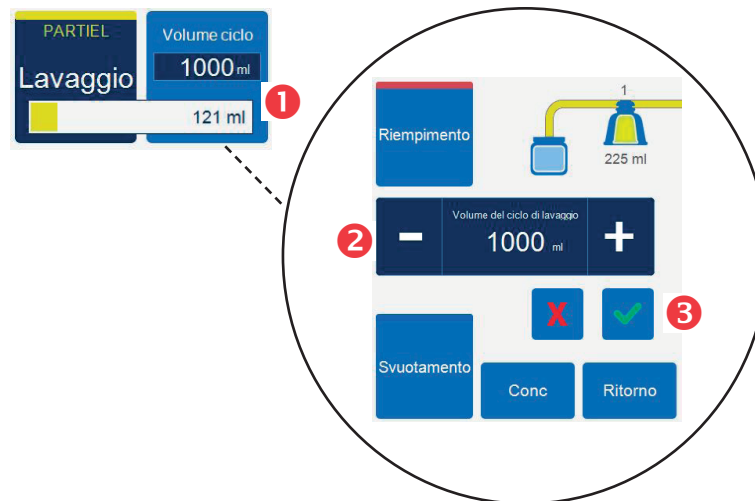 PARTIEL
Lavaggio
Volume ciclo
1000 ml
121 ml
1
Riempimento
1
225 ml
2
-
Volume del ciclo di lavaggio
1000 ml
+
X
3
Svuotamento
Conc
Ritorno